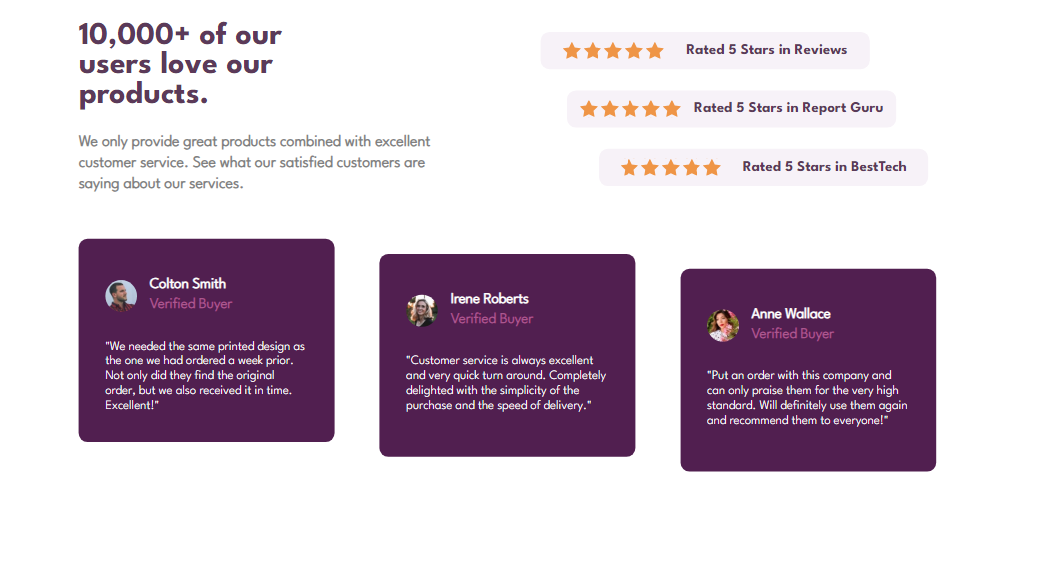 10,000+ of our
users love our
products.
We only provide great products combined with excellent
customer service. See what our satisfied customers are
saying about our services.
Rated 5 Stars in Reviews
Rated 5 Stars in Report Guru
Rated 5 Stars in BestTech
Colton Smith
Verified Buyer
"We needed the same printed design as
the one we had ordered a week prior.
Not only did they find the original
order, but we also received it in time.
Excellent!"
Irene Roberts
Verified Buyer
"Customer service is always excellent
and very quick turn around. Completely
delighted with the simplicity of the
purchase and the speed of delivery."
Anne Wallace
Verified Buyer
"Put an order with this company and
can only praise them for the very high
standard. Will definitely use them again
and recommend them to everyone!"